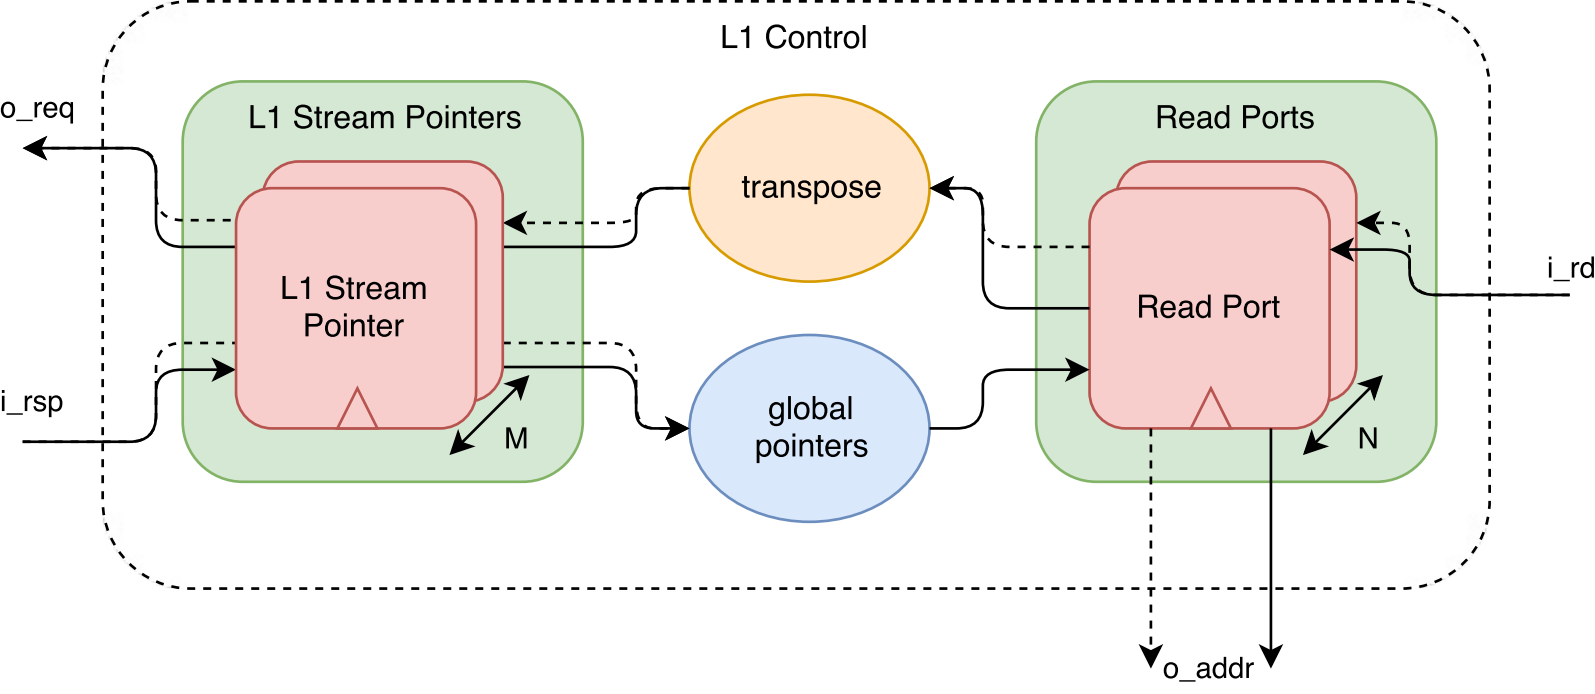 L1 Control
o_req
L1 Stream Pointers
Read Ports
transpose
i_rd
L1 Stream
Pointer
Read Port
i_rsp
global
pointers
M
N
o_addr